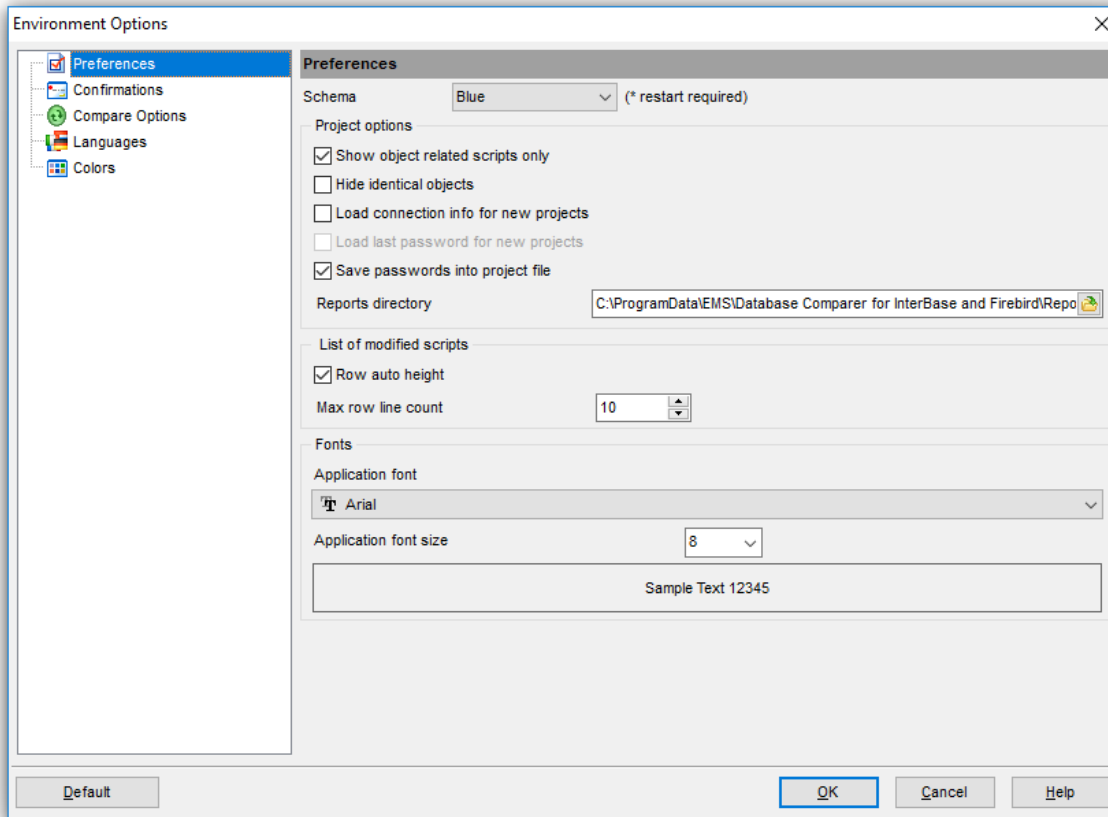 Environment Options
Preferences
Confirmations
Compare Options
Languages
Colors
Preferences
Schema Blue (* restart required)
Project options
Show object related scripts only
Hide identical objects
Load connection info for new projects
Load last password for new projects
Save passwords into project file
Reports directory C:\ProgramData\EMS\Database Comparer for InterBase and Firebird\Repo
List of modified scripts
Row auto height
Max row line count 10
Fonts
Application font
Arial
Application font size 8
Sample Text 12345
Default OK Cancel Help